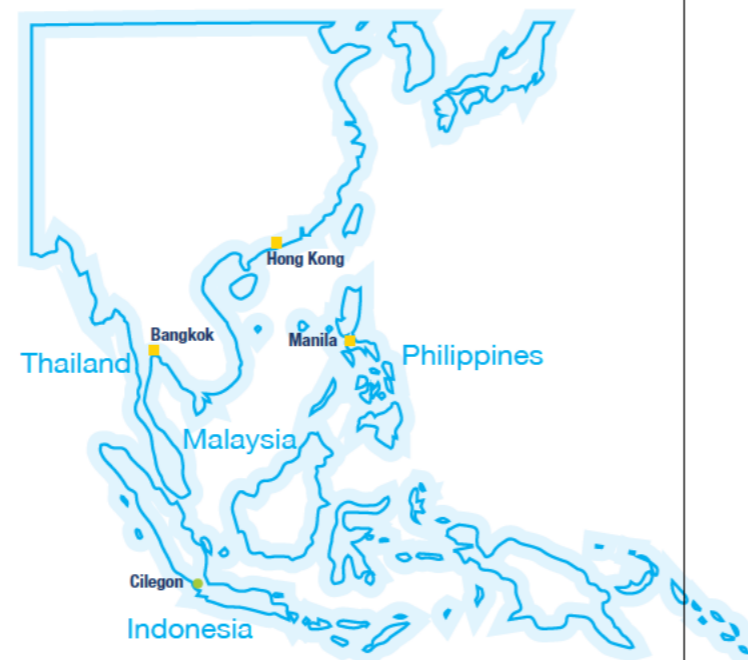 Hong Kong
Bangkok
Manila
Thailand
Philippines
Malaysia
Cilegon
Indonesia